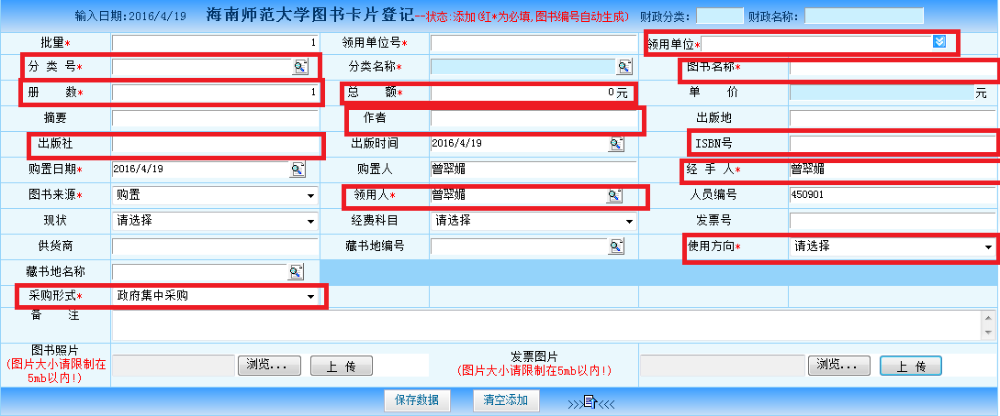 输入日期:2016/4/19 海南师范大学图书卡片登记--状态:添加(红*为必填,图书编号自动生成) 财政分类: 财政名称:
批量* 1 领用单位号* 领用单位*
分 类 号* 分类名称* 图书名称*
册 数* 1 总 额* 0 元 单 价 元
摘要 作者 出版地
出版社 出版时间 2016/4/19 ISBN号
购置日期* 2016/4/19 购置人 曾翠媚 经 手 人* 曾翠媚
图书来源* 购置 领用人* 曾翠媚 人员编号 450901
现状 请选择 经费科目 请选择 发票号
供货商 藏书地编号 使用方向* 请选择
藏书地名称
采购形式* 政府集中采购
备 注
图书照片
(图片大小请限制在
5mb以内!)
浏览... 上 传
发票图片
(图片大小请限制在5mb以内!)
浏览... 上 传
保存数据 清空添加 >>> <<<